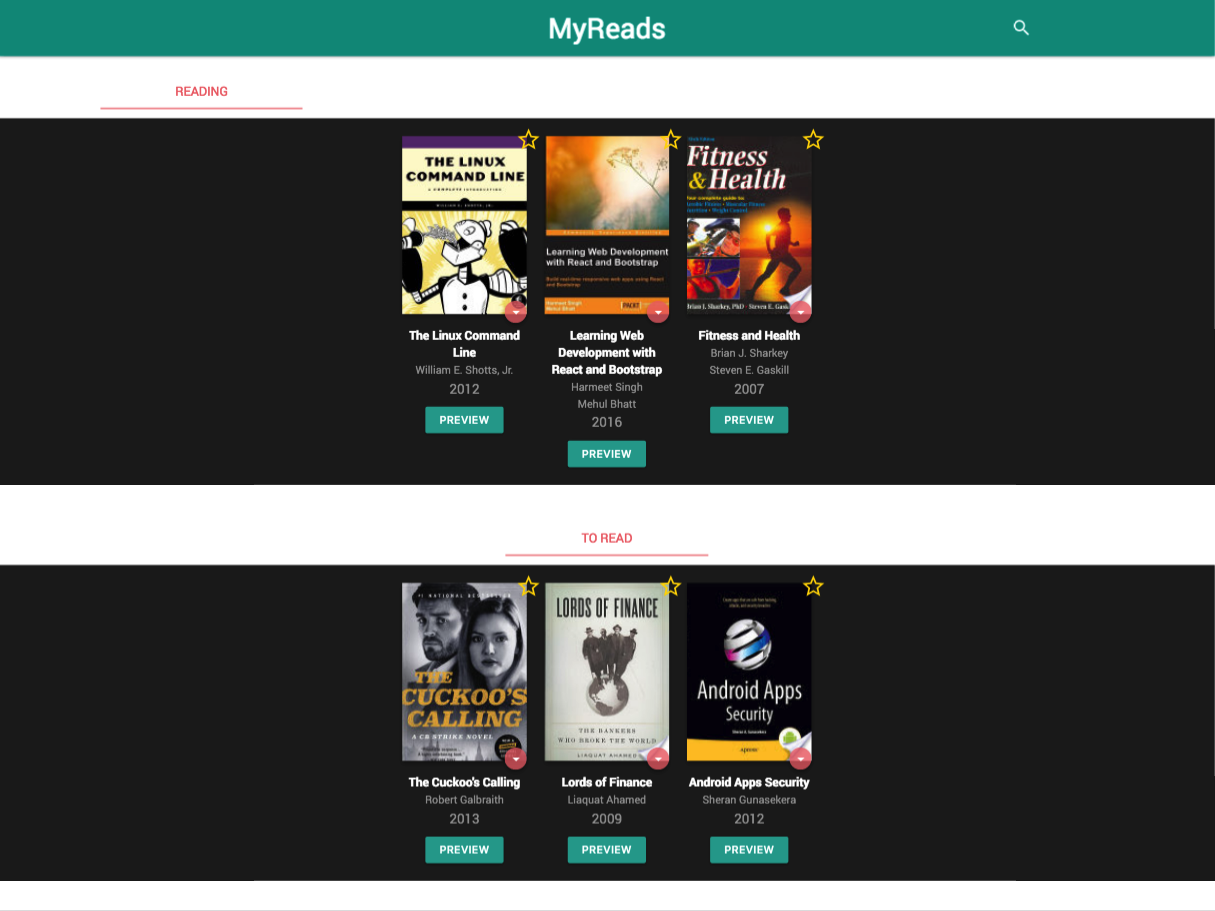 MyReads
READING
THE LINUX
COMMAND LINE
A COMPLETE INTRODUCTION
WILLIAM E. SHOTTS, JR.
Learning Web Development
with React and Bootstrap
Build real-time responsive web apps using React
and Bootstrap
Harmeet Singh
Mehul Bhatt
PACKT
Fitness
& Health
Your complete guide to:
Brian J. Sharkey, PhD
The Linux Command
Line
William E. Shotts, Jr.
2012
PREVIEW
Learning Web
Development with
React and Bootstrap
Harmeet Singh
Mehul Bhatt
2016
PREVIEW
Fitness and Health
Brian J. Sharkey
Steven E. Gaskill
2007
PREVIEW
TO READ
#1 NATIONAL
THE
CUCKOO'S
CALLING
A CB STRIKE NOVEL
LORDS OF FINANCE
THE BANKERS
WHO BROKE THE WORLD
LIAQUAT AHAMED
Android Apps
Security
Sheran A. Gunasekera
Apress
The Cuckoo's Calling
Robert Galbraith
2013
PREVIEW
Lords of Finance
Liaquat Ahamed
2009
PREVIEW
Android Apps Security
Sheran Gunasekera
2012
PREVIEW